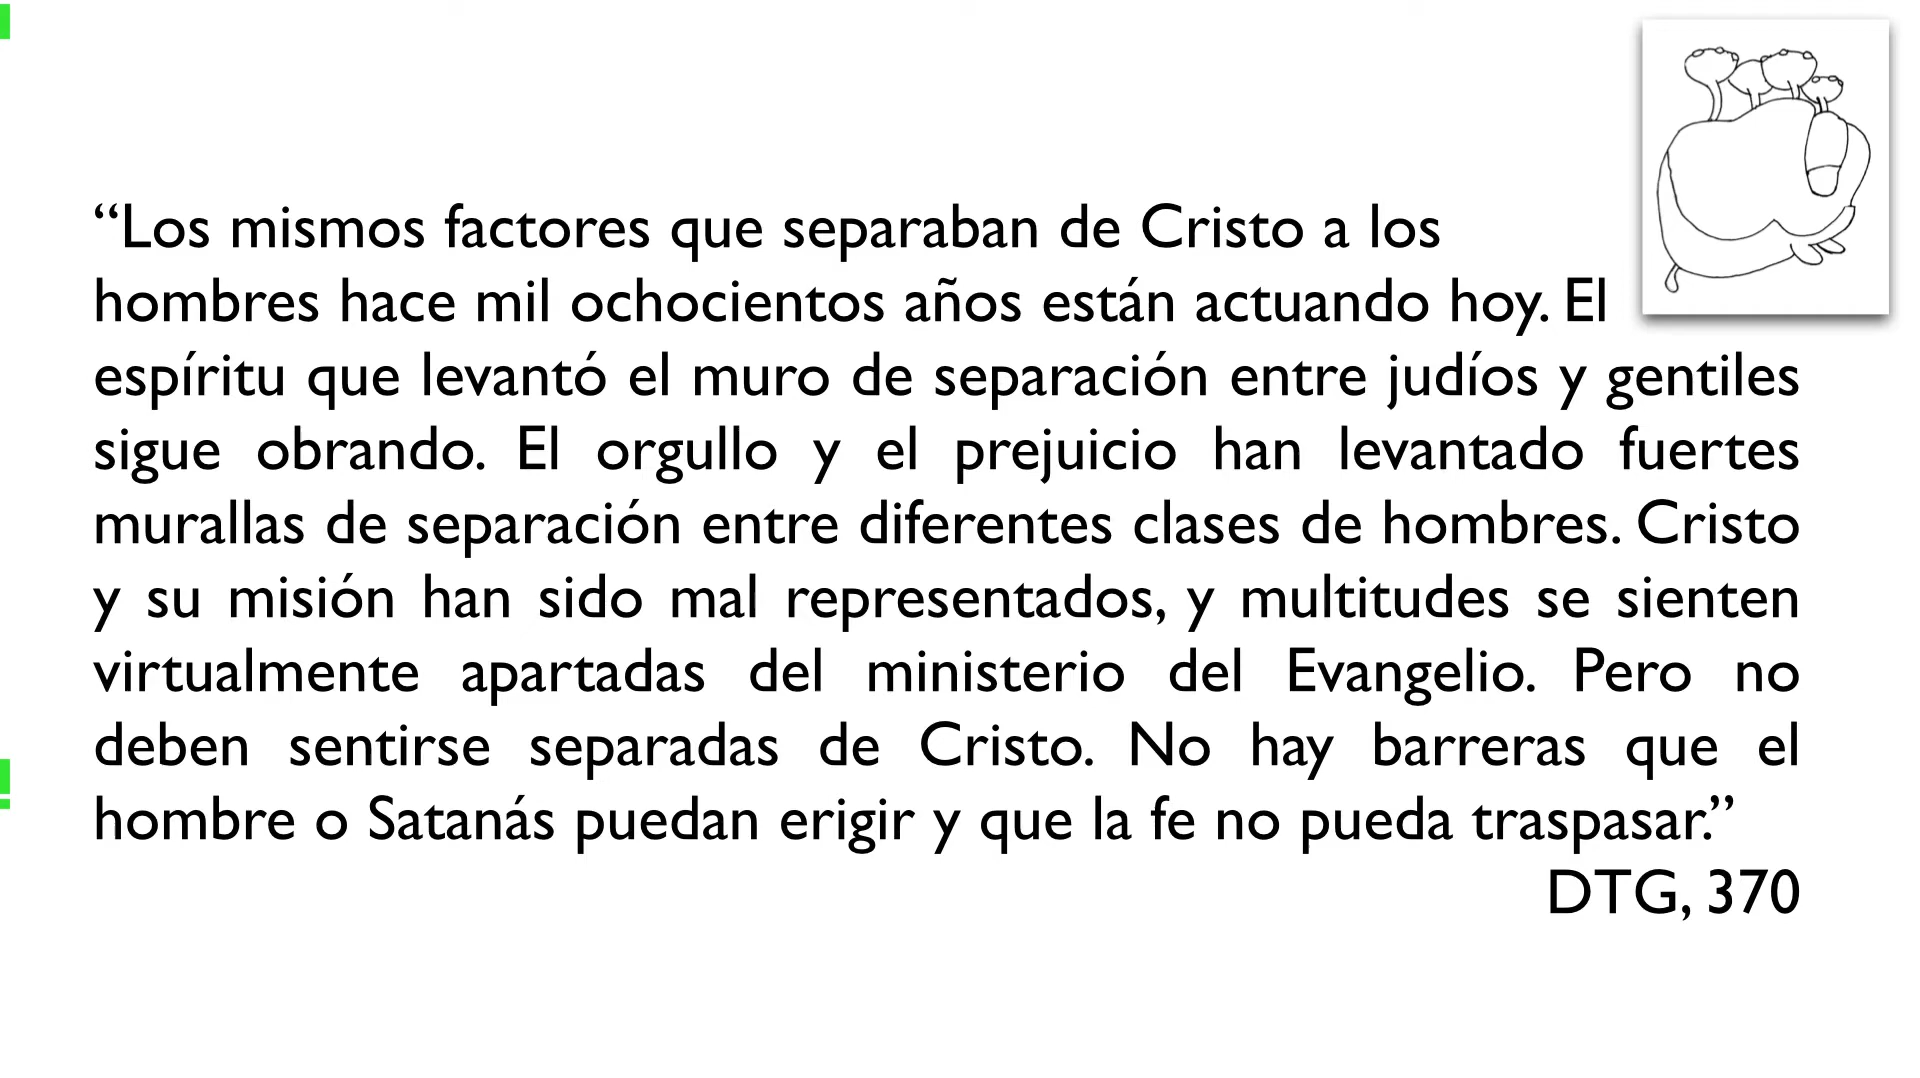 “Los mismos factores que separaban de Cristo a los
hombres hace mil ochocientos años están actuando hoy. El
espíritu que levantó el muro de separación entre judíos y gentiles
sigue obrando. El orgullo y el prejuicio han levantado fuertes
murallas de separación entre diferentes clases de hombres. Cristo
y su misión han sido mal representados, y multitudes se sienten
virtualmente apartadas del ministerio del Evangelio. Pero no
deben sentirse separadas de Cristo. No hay barreras que el
hombre o Satanás puedan erigir y que la fe no pueda traspasar.”
DTG, 370